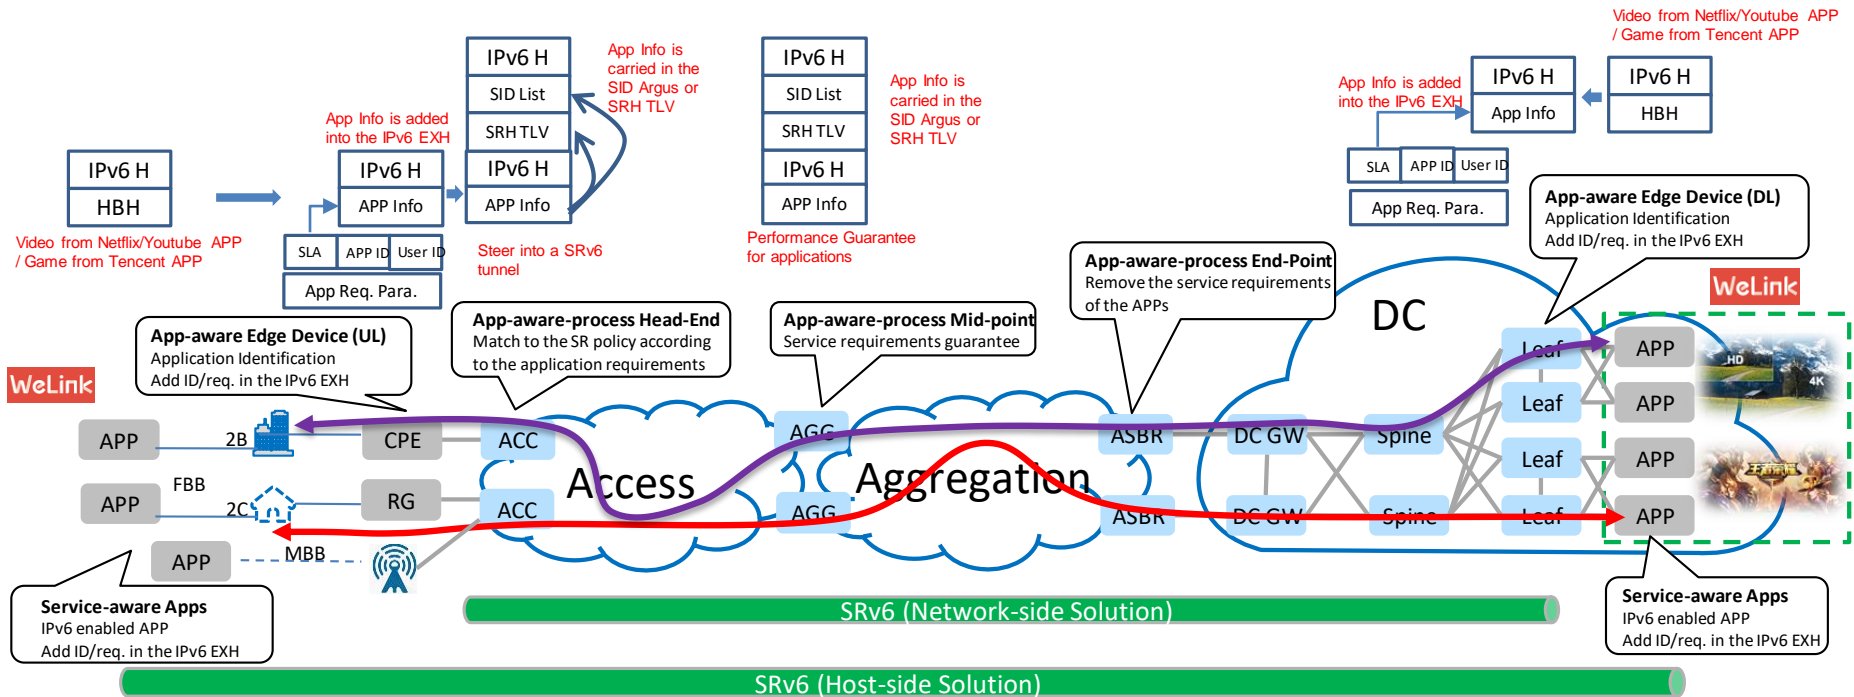 Video from Netflix/Youtube APP
/ Game from Tencent APP
IPv6 H
SID List
SRH TLV
IPv6 H
APP Info
App Info is
carried in the
SID Argus or
SRH TLV
IPv6 H
SID List
SRH TLV
IPv6 H
APP Info
App Info is
carried in the
SID Argus or
SRH TLV
App Info is added
into the IPv6 EXH
IPv6 H
App Info
IPv6 H
HBH
App Info is added
into the IPv6 EXH
IPv6 H
APP Info
IPv6 H
HBH
SLA
APP ID
User ID
App Req. Para.
Video from Netflix/Youtube APP
/ Game from Tencent APP
SLA
APP ID
User ID
App Req. Para.
Steer into a SRv6
tunnel
Performance Guarantee
for applications
App-aware Edge Device (DL)
Application Identification
Add ID/req. in the IPv6 EXH
App-aware-process End-Point
Remove the service requirements
of the APPs
WeLink
App-aware Edge Device (UL)
Application Identification
Add ID/req. in the IPv6 EXH
App-aware-process Head-End
Match to the SR policy according
to the application requirements
App-aware-process Mid-point
Service requirements guarantee
DC
WeLink
APP
2B
CPE
ACC
AGG
ASBR
DC GW
Spine
Leaf
APP
HD
4K
Leaf
APP
FBB
Access
Aggregation
Leaf
APP
王者荣耀
APP
2C
RG
ACC
AGG
ASBR
DC GW
Spine
Leaf
APP
APP
MBB
Service-aware Apps
IPv6 enabled APP
Add ID/req. in the IPv6 EXH
Service-aware Apps
IPv6 enabled APP
Add ID/req. in the IPv6 EXH
SRv6 (Network-side Solution)
SRv6 (Host-side Solution)